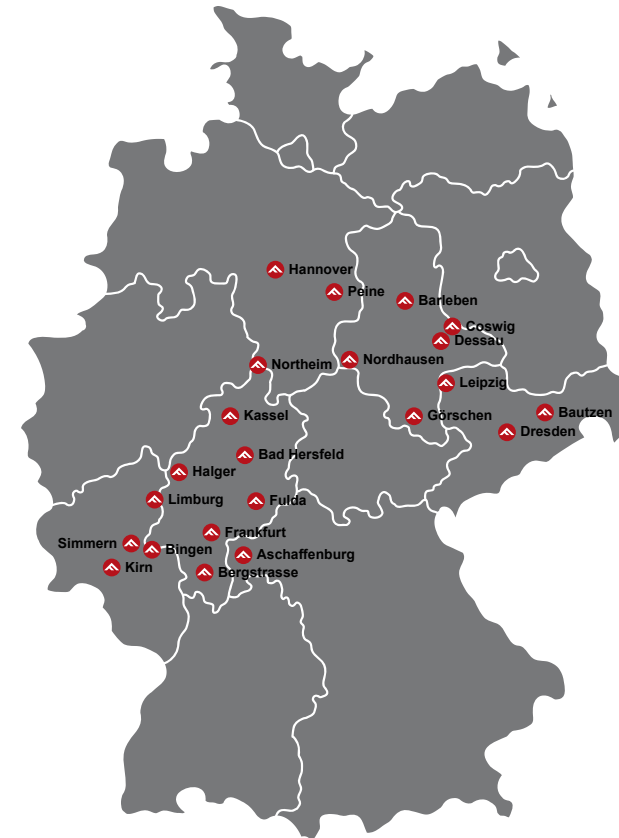 Hannover
Peine
Barleben
Coswig
Dessau
Northeim
Nordhausen
Leipzig
Kassel
Görschen
Bautzen
Dresden
Bad Hersfeld
Halger
Limburg
Fulda
Frankfurt
Simmern
Bingen
Aschaffenburg
Kirn
Bergstrasse